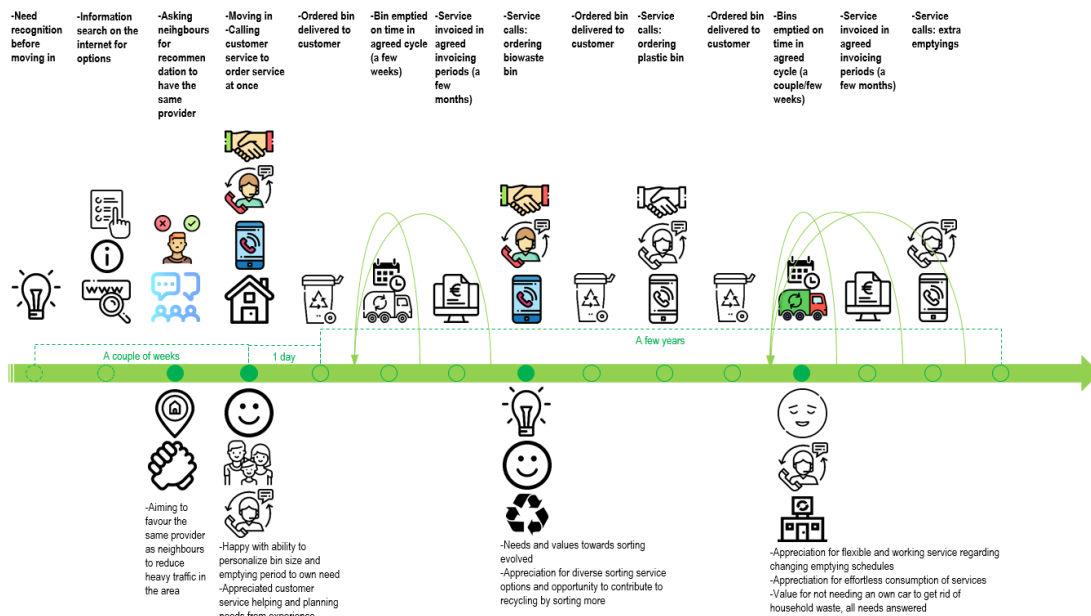 -Need
recognition
before
moving in
-Information
search on the
internet for
options
-Asking
neihgbours
for
recommen
dation to
have the
same
provider
-Moving in
-Calling
customer
service to
order service
at once
-Ordered bin
delivered to
customer
-Bin emptied
on time in
agreed cycle
(a few
weeks)
-Service
invoiced in
agreed
invoicing
periods (a
few
months)
-Service
calls:
ordering
biowaste
bin
-Ordered bin
delivered to
customer
-Service
calls:
ordering
plastic bin
-Ordered bin
delivered to
customer
-Bins
emptied on
time in
agreed
cycle (a
couple/few
weeks)
-Service
invoiced in
agreed
invoicing
periods (a
few months)
-Service
calls: extra
emptyings
www
€
€
A couple of weeks
1 day
A few years
-Aiming to
favour the
same provider
as neighbours
to reduce
heavy traffic in
the area
-Happy with ability to
personalize bin size and
emptying period to own need
-Appreciated customer
service helping and planning
needs from experience
-Needs and values towards sorting
evolved
-Appreciation for diverse sorting service
options and opportunity to contribute to
recycling by sorting more
-Appreciation for flexible and working service regarding
changing emptying schedules
-Appreciation for effortless consumption of services
-Value for not needing an own car to get rid of
household waste, all needs answered